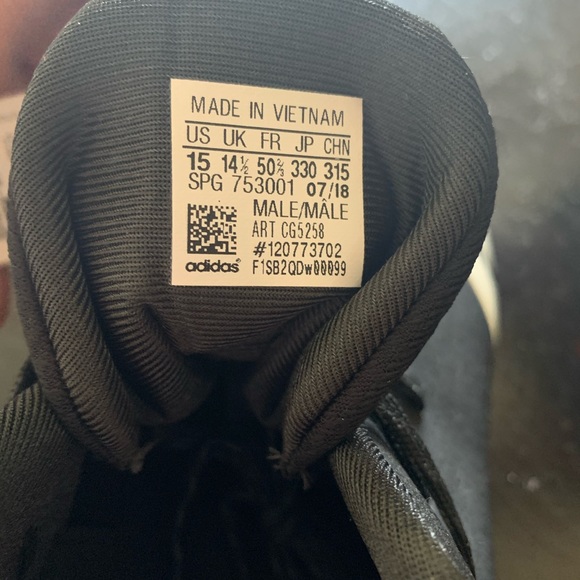 MADE IN VIETNAM
US UK FR JP CHN
15 14½ 50⅔ 330 315
SPG 753001 07/18
MALE/MÂLE
ART CG5258
#120773702
adidas® F1SB2QDW00099